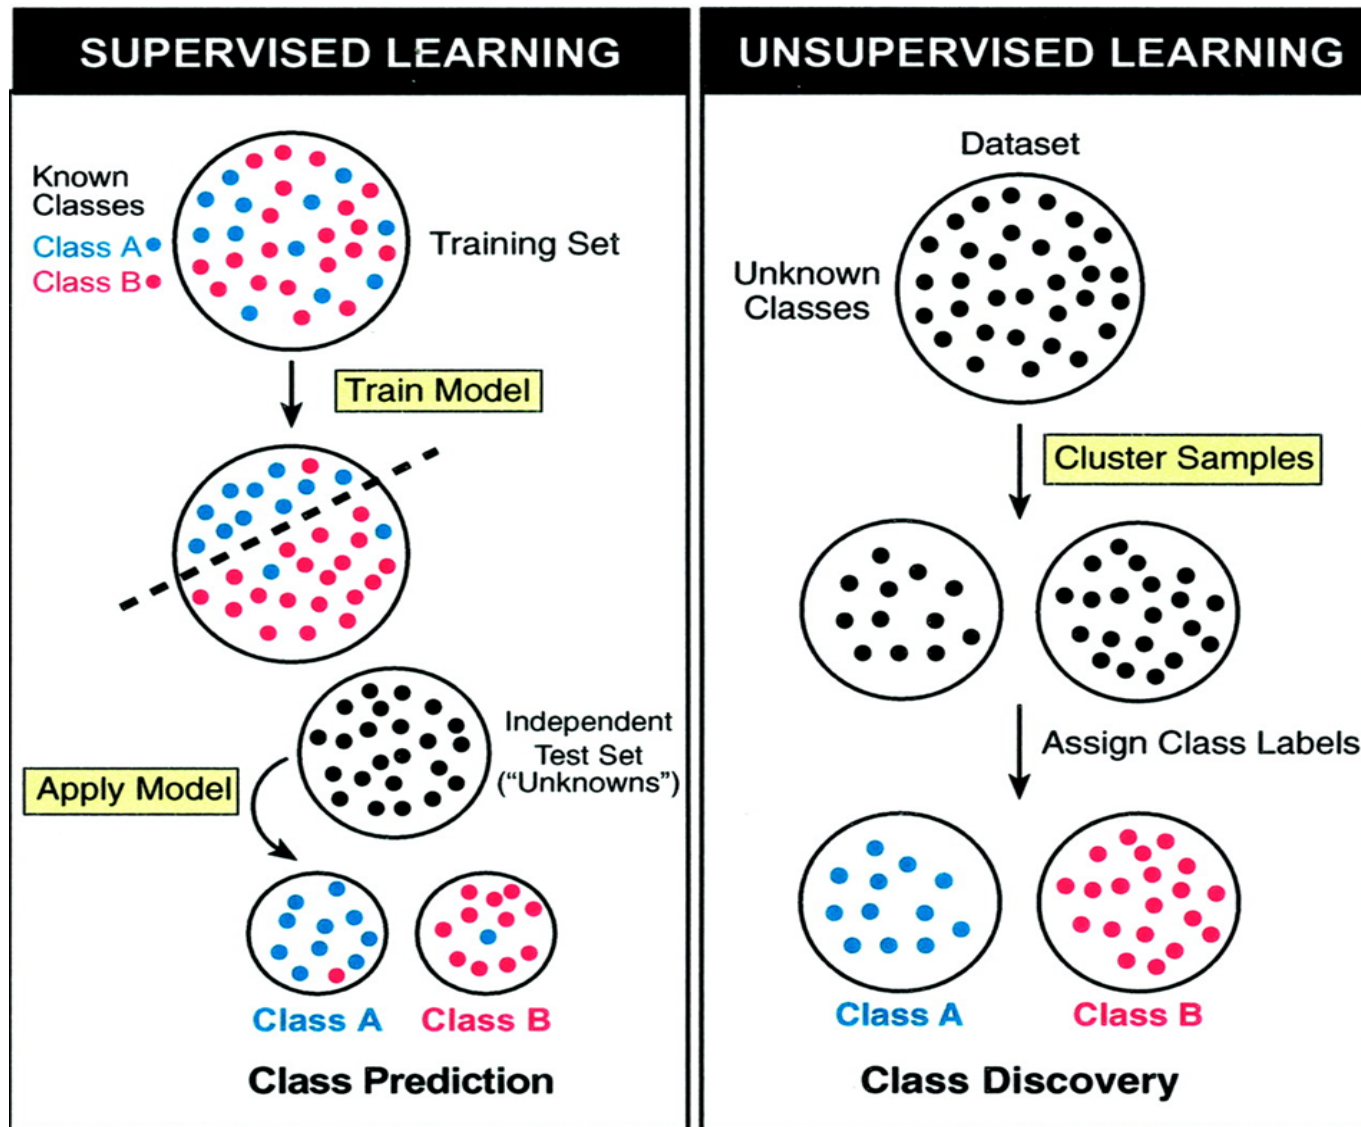 SUPERVISED LEARNING
Known
Classes
Class A
Class B
Training Set
Train Model
Independent
Test Set
(“Unknowns”)
Apply Model
Class A
Class B
Class Prediction
UNSUPERVISED LEARNING
Dataset
Unknown
Classes
Cluster Samples
Assign Class Labels
Class A
Class B
Class Discovery